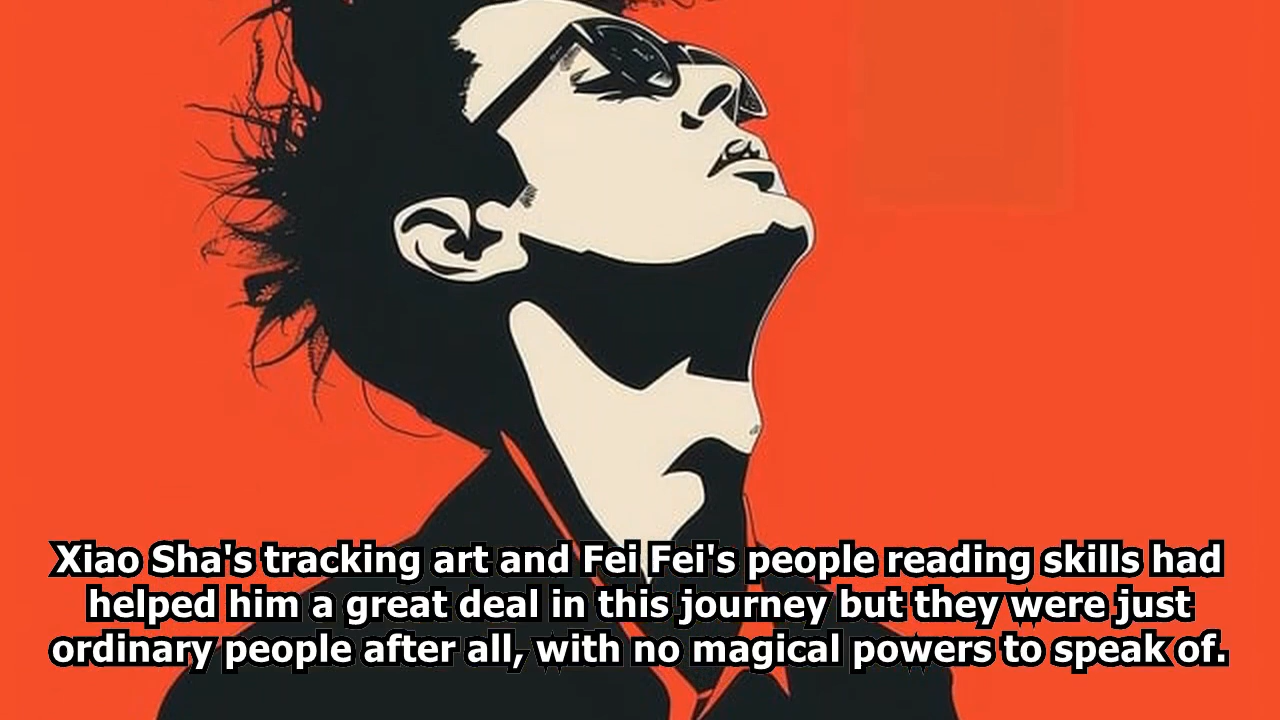 Xiao Sha's tracking art and Fei Fei's people reading skills had
helped him a great deal in this journey but they were just
ordinary people after all, with no magical powers to speak of.